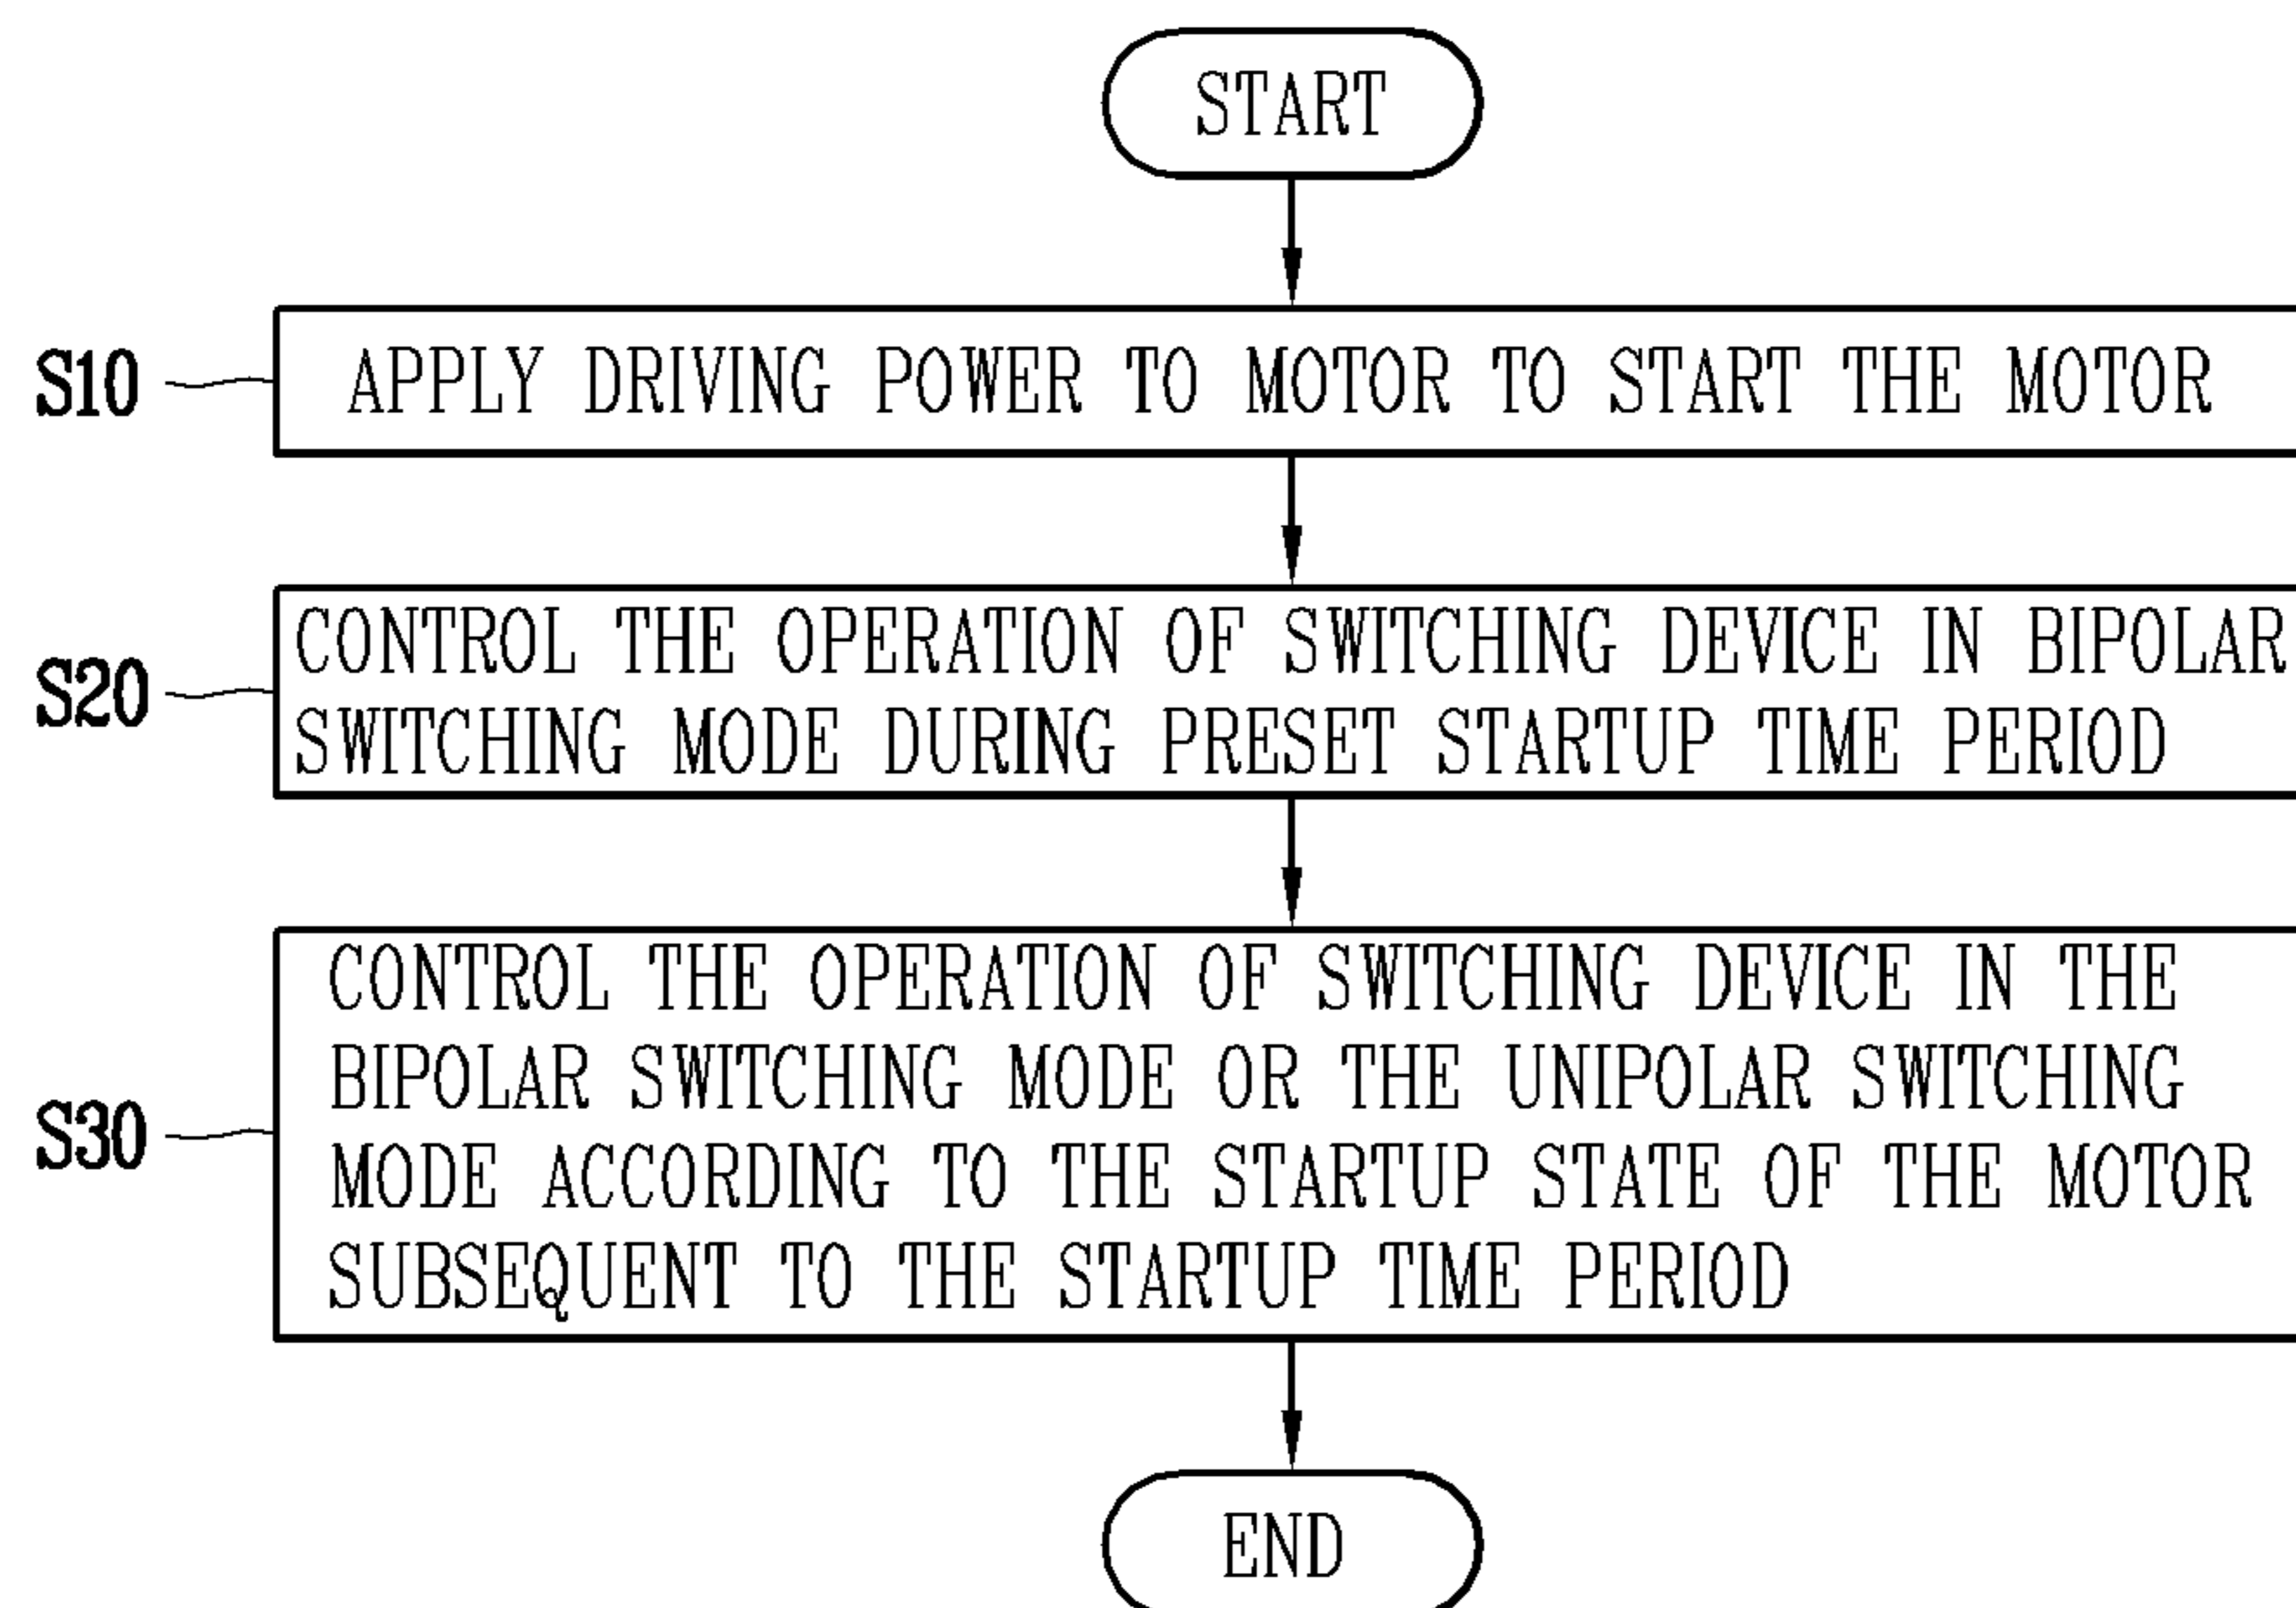 START
S10
APPLY DRIVING POWER TO MOTOR TO START THE MOTOR
S20
CONTROL THE OPERATION OF SWITCHING DEVICE IN BIPOLAR
SWITCHING MODE DURING PRESET STARTUP TIME PERIOD
S30
CONTROL THE OPERATION OF SWITCHING DEVICE IN THE
BIPOLAR SWITCHING MODE OR THE UNIPOLAR SWITCHING
MODE ACCORDING TO THE STARTUP STATE OF THE MOTOR
SUBSEQUENT TO THE STARTUP TIME PERIOD
END